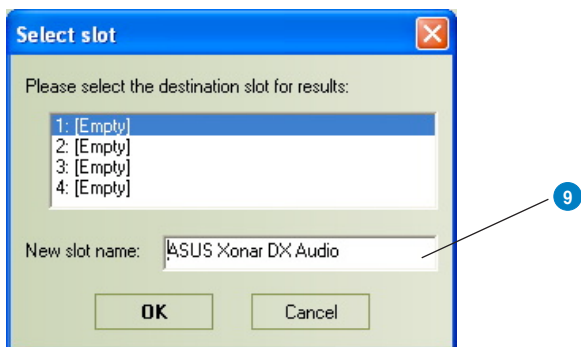 Select slot
Please select the destination slot for results:
1: [Empty]
2: [Empty]
3: [Empty]
4: [Empty]
9
New slot name: ASUS Xonar DX Audio
OK Cancel